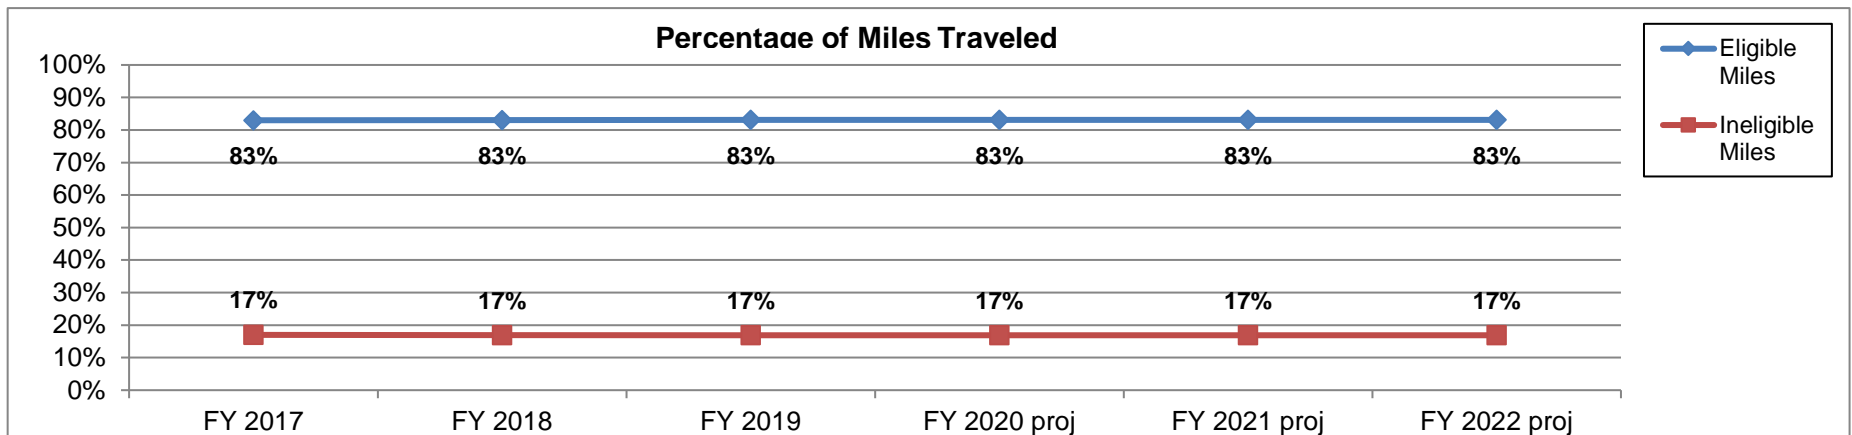 Percentage of Miles Traveled
Eligible
Miles
Ineligible
Miles
100%
90%
80%
70%
60%
50%
40%
30%
20%
10%
0%
83% 83% 83% 83% 83% 83%
17% 17% 17% 17% 17% 17%
FY 2017 FY 2018 FY 2019 FY 2020 proj FY 2021 proj FY 2022 proj